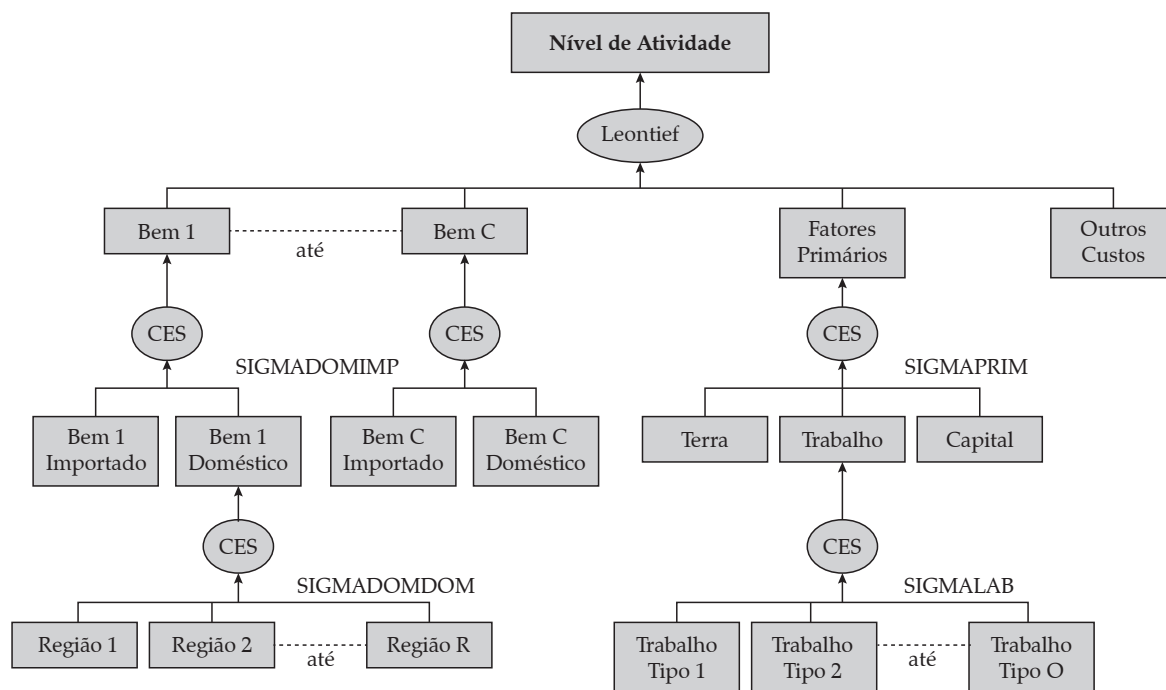 Nível de Atividade
Leontief
Bem 1
até
Bem C
Fatores
Primários
Outros
Custos
CES
CES
CES
SIGMADOMIMP
SIGMAPRIM
Bem 1
Importado
Bem 1
Doméstico
Bem C
Importado
Bem C
Doméstico
Terra
Trabalho
Capital
CES
CES
SIGMADOMDOM
SIGMALAB
Região 1
Região 2
até
Região R
Trabalho
Tipo 1
Trabalho
Tipo 2
até
Trabalho
Tipo O